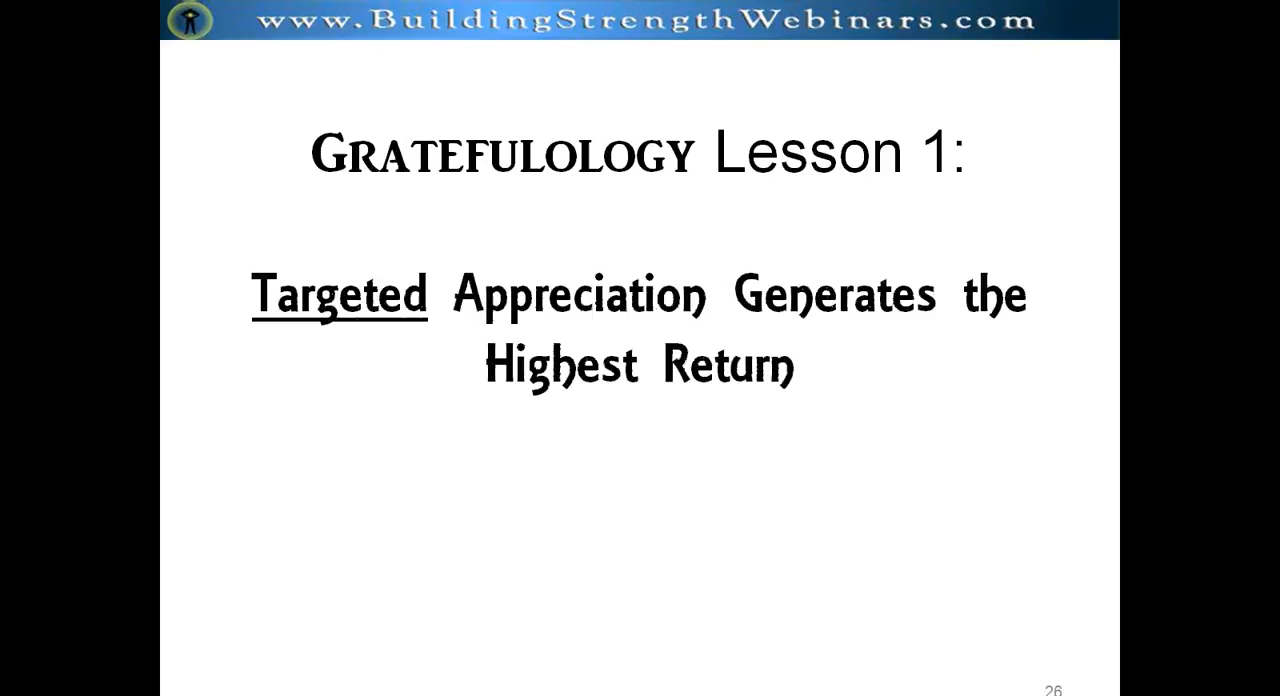 www.BuildingStrengthWebinars.com
GRATEFULOLOGY Lesson 1:
Targeted Appreciation Generates the
Highest Return
26